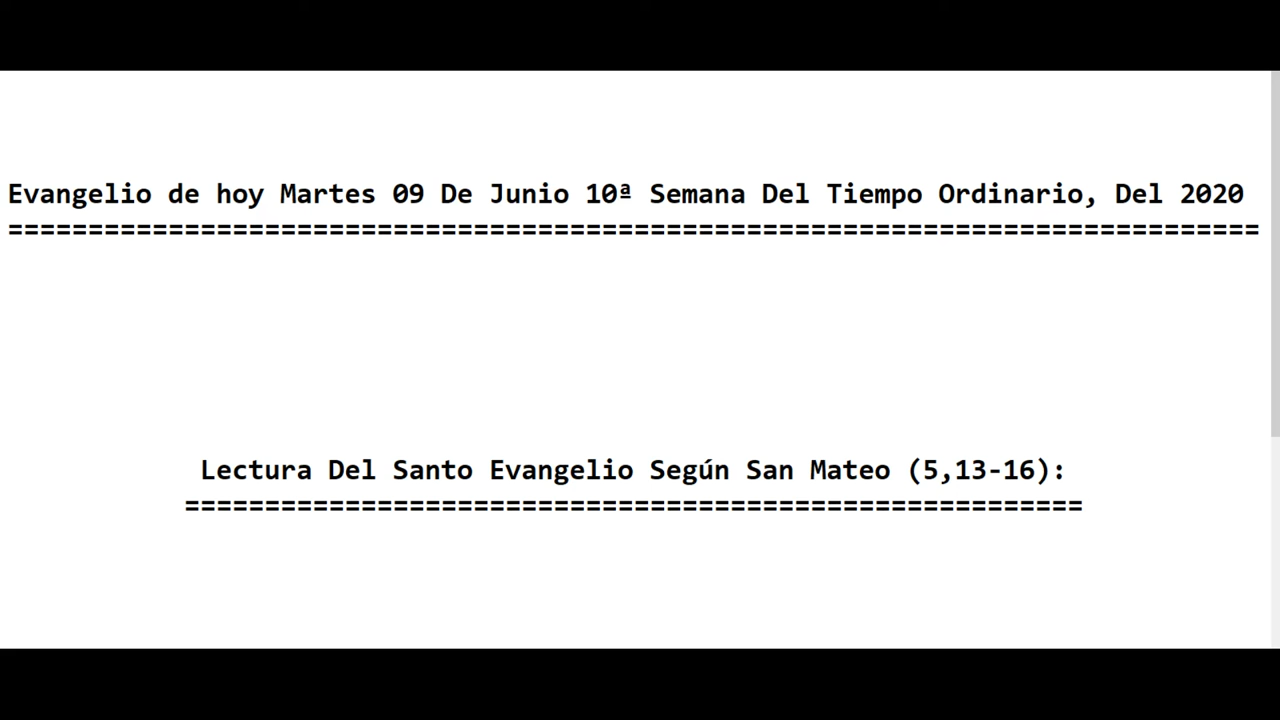 Evangelio de hoy Martes 09 De Junio 10ª Semana Del Tiempo Ordinario, Del 2020
==============================================================================
Lectura Del Santo Evangelio Según San Mateo (5,13-16):
========================================================